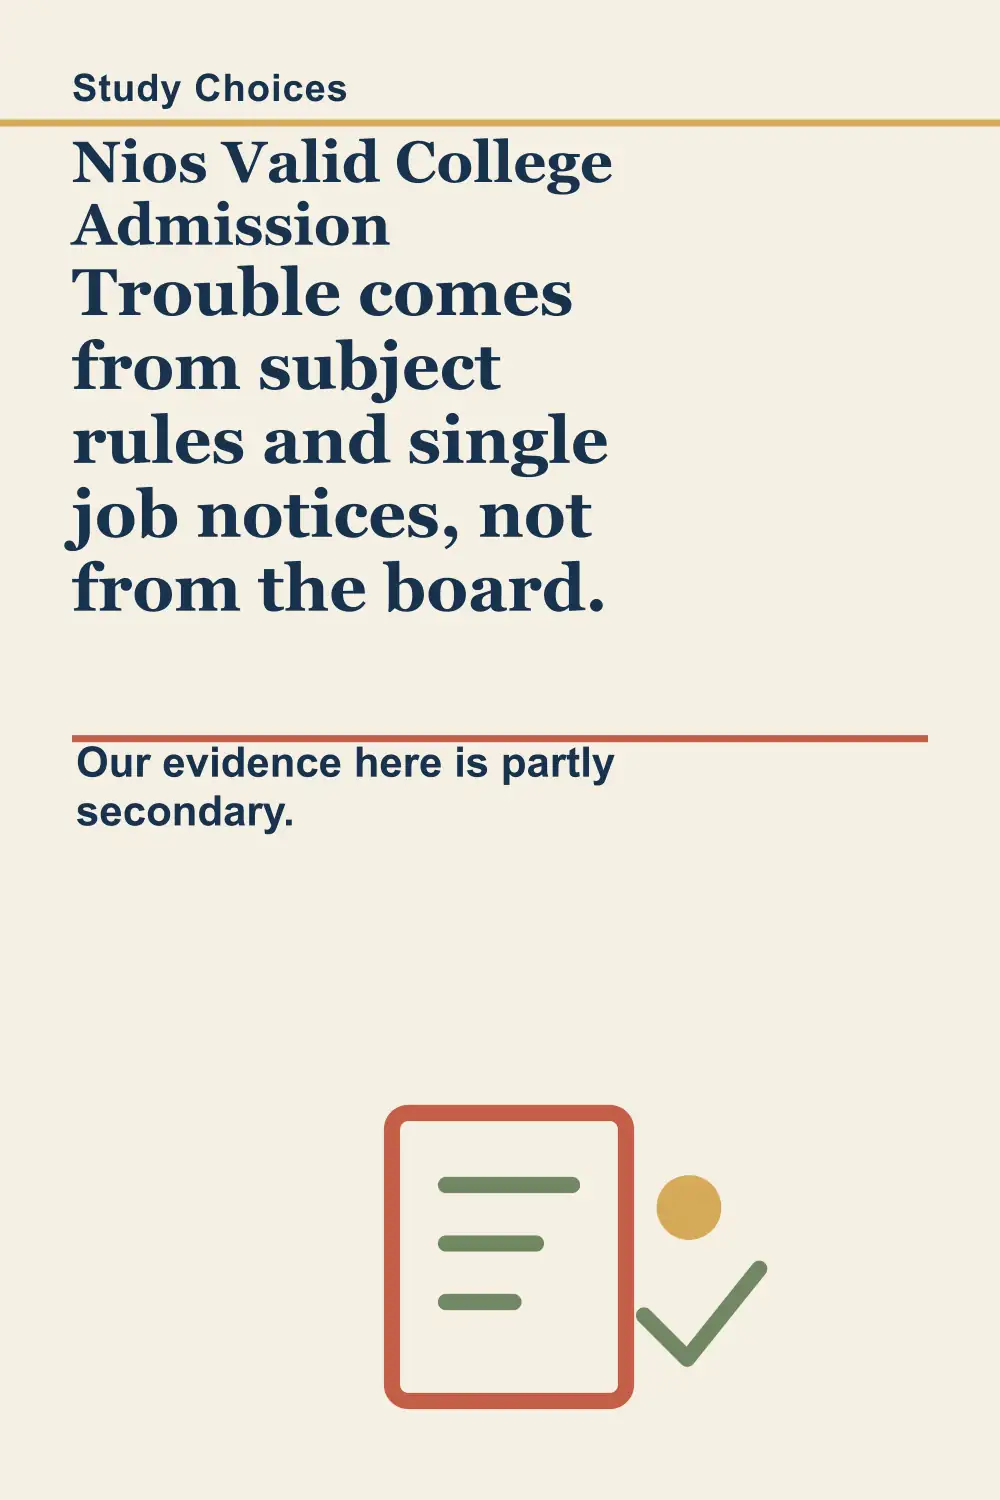 Study Choices
Nios Valid College
Admission
Trouble comes
from subject
rules and single
job notices, not
from the board.
Our evidence here is partly
secondary.